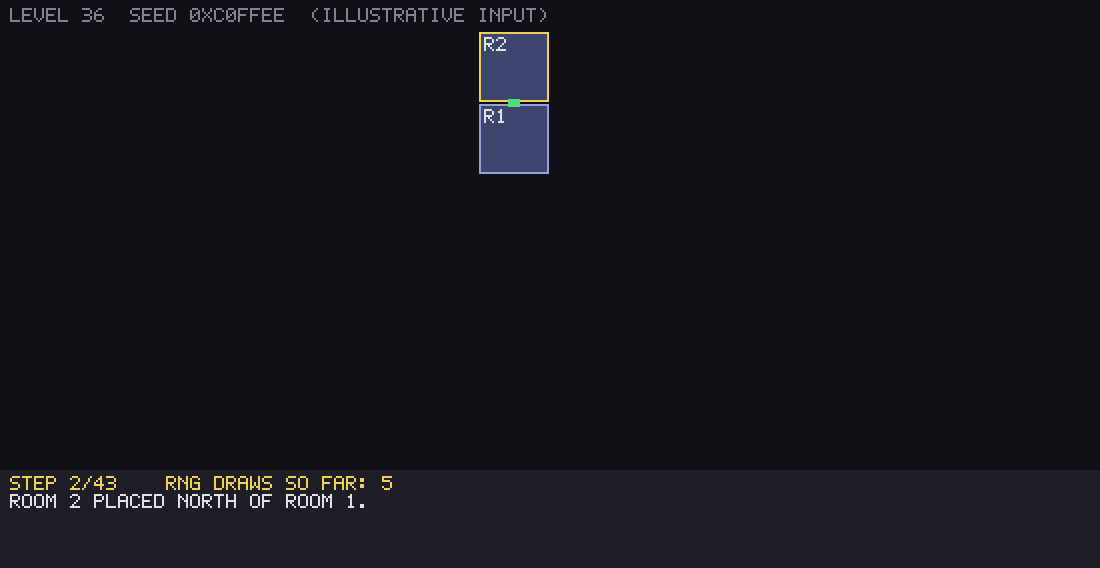 LEVEL 36  SEED 0XC0FFEE  (ILLUSTRATIVE INPUT)
R2
R1
STEP 2/43    RNG DRAWS SO FAR: 5
ROOM 2 PLACED NORTH OF ROOM 1.